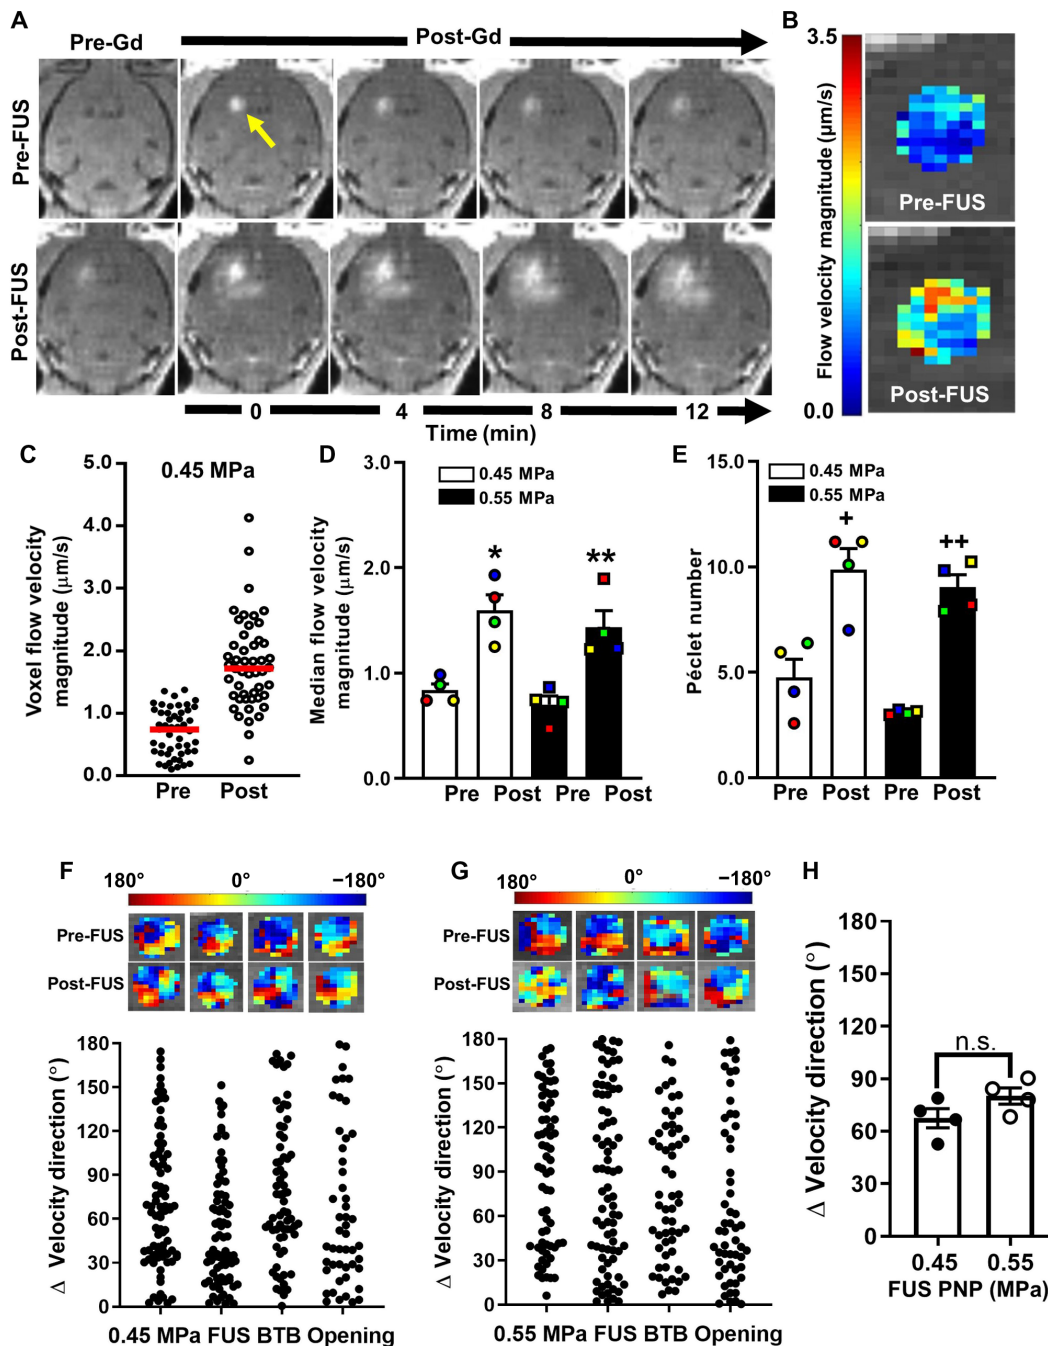 A
Pre-Gd
Post-Gd
Pre-FUS
Post-FUS
0
4
8
12
Time (min)
B
3.5
Flow velocity magnitude (μm/s)
0.0
Pre-FUS
Post-FUS
C
0.45 MPa
Voxel flow velocity
magnitude (μm/s)
5.0
4.0
3.0
2.0
1.0
0.0
Pre
Post
D
0.45 MPa
0.55 MPa
Median flow velocity
magnitude (μm/s)
3.0
2.0
1.0
0.0
*
**
Pre
Post
Pre
Post
E
0.45 MPa
0.55 MPa
Péclet number
15.0
10.0
5.0
0.0
+
++
Pre
Post
Pre
Post
F
180°
0°
−180°
Pre-FUS
Post-FUS
Δ Velocity direction (°)
180
150
120
90
60
30
0
0.45 MPa FUS BTB Opening
G
180°
0°
−180°
Pre-FUS
Post-FUS
Δ Velocity direction (°)
180
150
120
90
60
30
0
0.55 MPa FUS BTB Opening
H
Δ Velocity direction (°)
180
150
120
90
60
30
0
n.s.
0.45
0.55
FUS PNP (MPa)